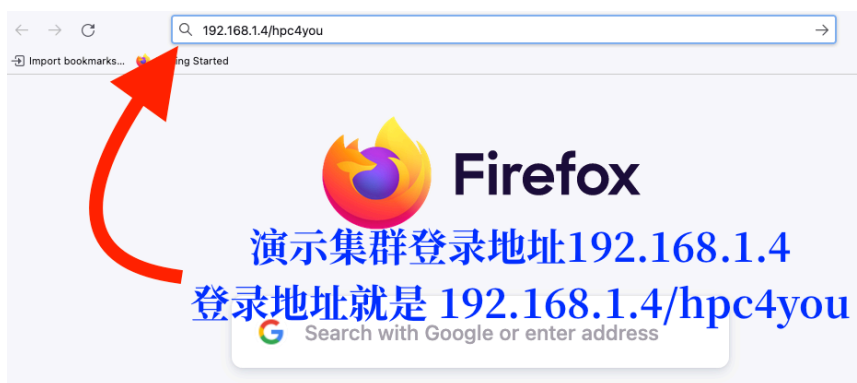 192.168.1.4/hpc4you
Import bookmarks...
ing Started
Firefox
演示集群登录地址192.168.1.4
登录地址就是 192.168.1.4/hpc4you
Search with Google or enter address